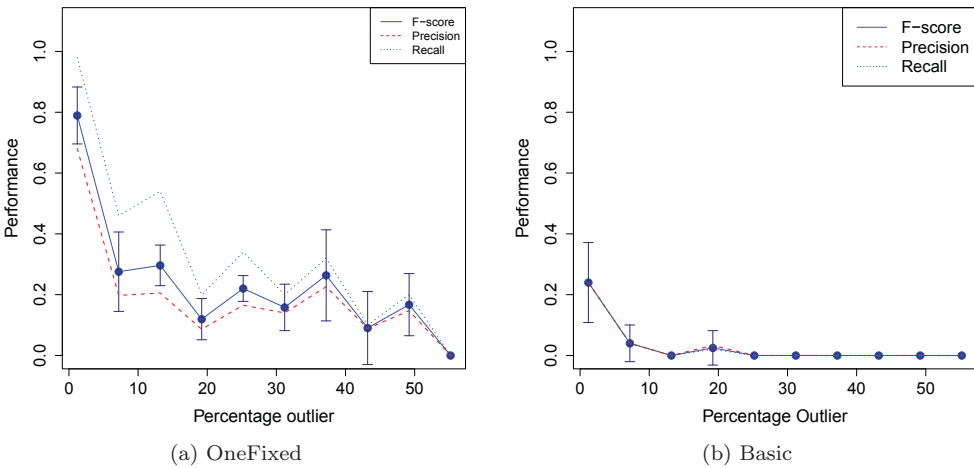 F−score
Precision
Recall
Performance
0.0 0.2 0.4 0.6 0.8 1.0
0 10 20 30 40 50
Percentage outlier
(a) OneFixed
F−score
Precision
Recall
Performance
0.0 0.2 0.4 0.6 0.8 1.0
0 10 20 30 40 50
Percentage Outlier
(b) Basic